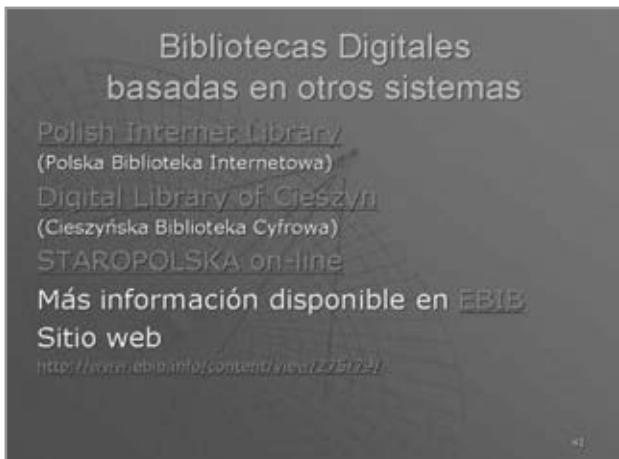 Bibliotecas Digitales
basadas en otros sistemas
Polish Internet Library
(Polska Biblioteka Internetowa)
Digital Library of Cieszyn
(Cieszyńska Biblioteka Cyfrowa)
STAROPOLSKA on-line
Más información disponible en EBIB
Sitio web